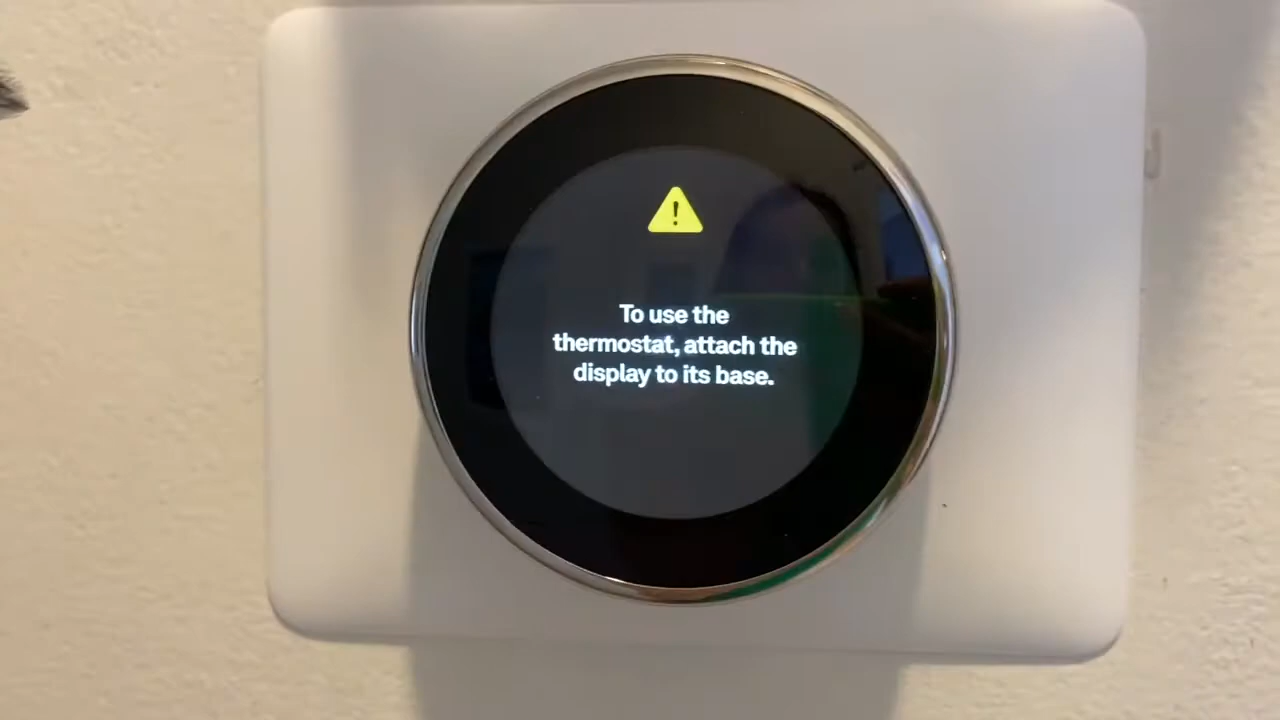 To use the
thermostat, attach the
display to its base.